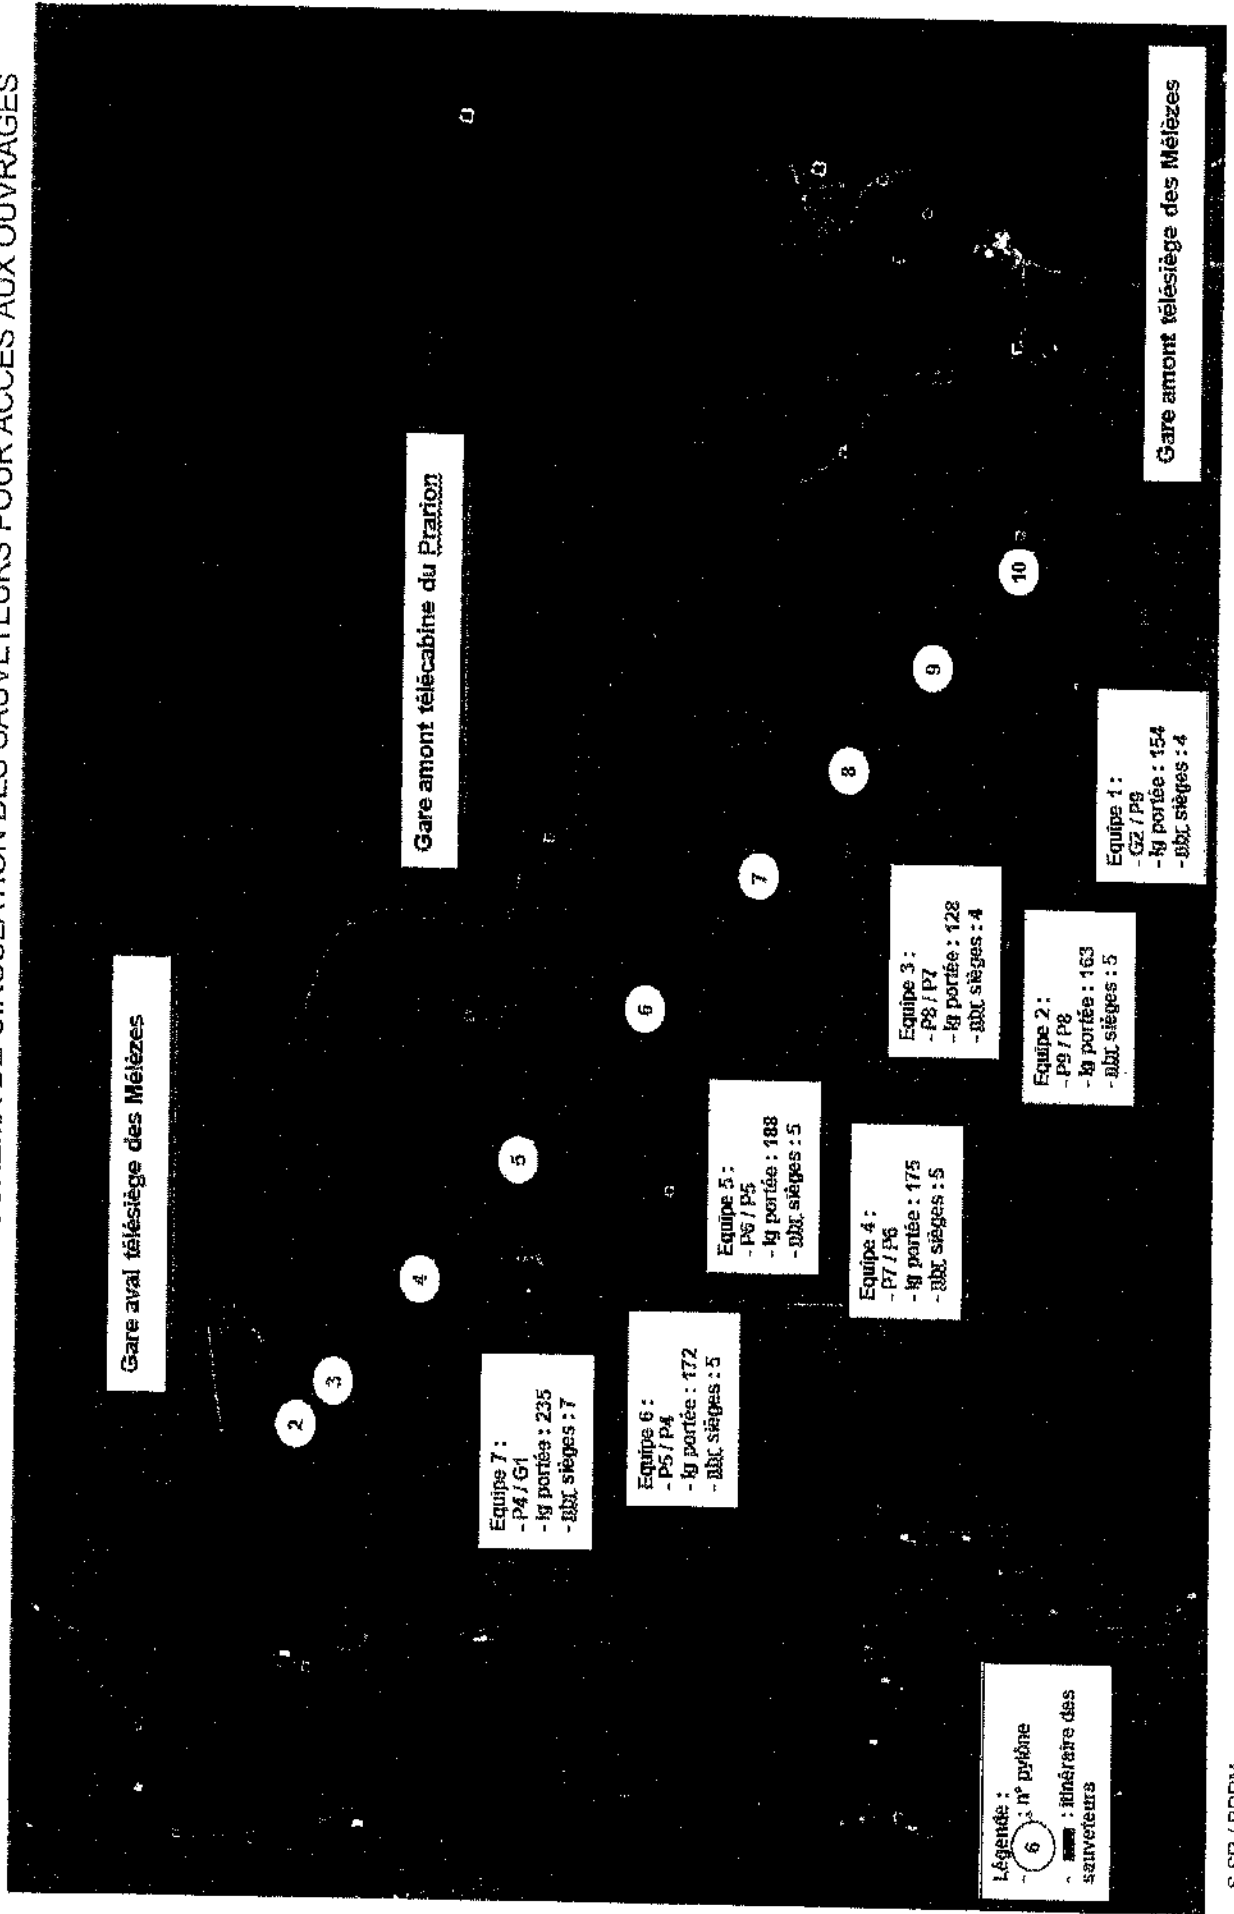 DE CIRCULATION DES SAUVETEURS POUR ACCES AUX OUVRAGES
Gare aval télésiège des Mélèzes
Gare amont télécabine du Prarion
Gare amont télésiège des Mélèzes
2
3
4
5
6
7
8
9
10
Equipe 7 :
- P4 / G1
- lg portée : 235
- nbr sièges : 7
Equipe 6 :
- P5 / P4
- lg portée : 172
- nbr sièges : 5
Equipe 5 :
- P6 / P5
- lg portée : 188
- nbr sièges : 5
Equipe 4 :
- P7 / P6
- lg portée : 175
- nbr sièges : 5
Equipe 3 :
- P8 / P7
- lg portée : 128
- nbr sièges : 4
Equipe 2 :
- P9 / P8
- lg portée : 163
- nbr sièges : 5
Equipe 1 :
- G2 / P9
- lg portée : 154
- nbr sièges : 4
Légende :
- 6 : n° pylône
- : itinéraire des
sauveteurs